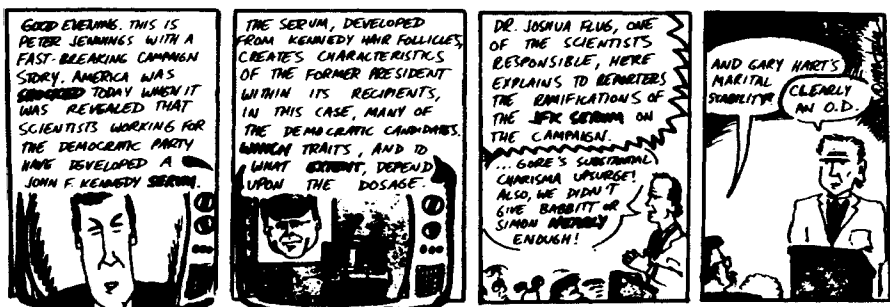 GOOD EVENING. THIS IS
PETER JENNINGS WITH A
FAST-BREAKING CAMPAIGN
STORY. AMERICA WAS
SHOCKED TODAY WHEN IT
WAS REVEALED THAT
SCIENTISTS WORKING FOR
THE DEMOCRATIC PARTY
HAVE DEVELOPED A
JOHN F. KENNEDY SERUM.
THE SERUM, DEVELOPED
FROM KENNEDY HAIR FOLLICLES,
CREATES CHARACTERISTICS
OF THE FORMER PRESIDENT
WITHIN ITS RECIPIENTS,
IN THIS CASE, MANY OF
THE DEMOCRATIC CANDIDATES.
WHICH TRAITS, AND TO
WHAT EXTENT, DEPEND
UPON THE DOSAGE.
DR. JOSHUA FLUG, ONE
OF THE SCIENTISTS
RESPONSIBLE, HERE
EXPLAINS TO REPORTERS
THE RAMIFICATIONS OF
THE JFK SERUM ON
THE CAMPAIGN.
...GORE'S SUBSTANTIAL
CHARISMA UPSURGE!
ALSO, WE DIDN'T
GIVE BABBITT OR
SIMON NEARLY
ENOUGH!
AND GARY HART'S
MARITAL
STABILITY?
CLEARLY
AN O.D.